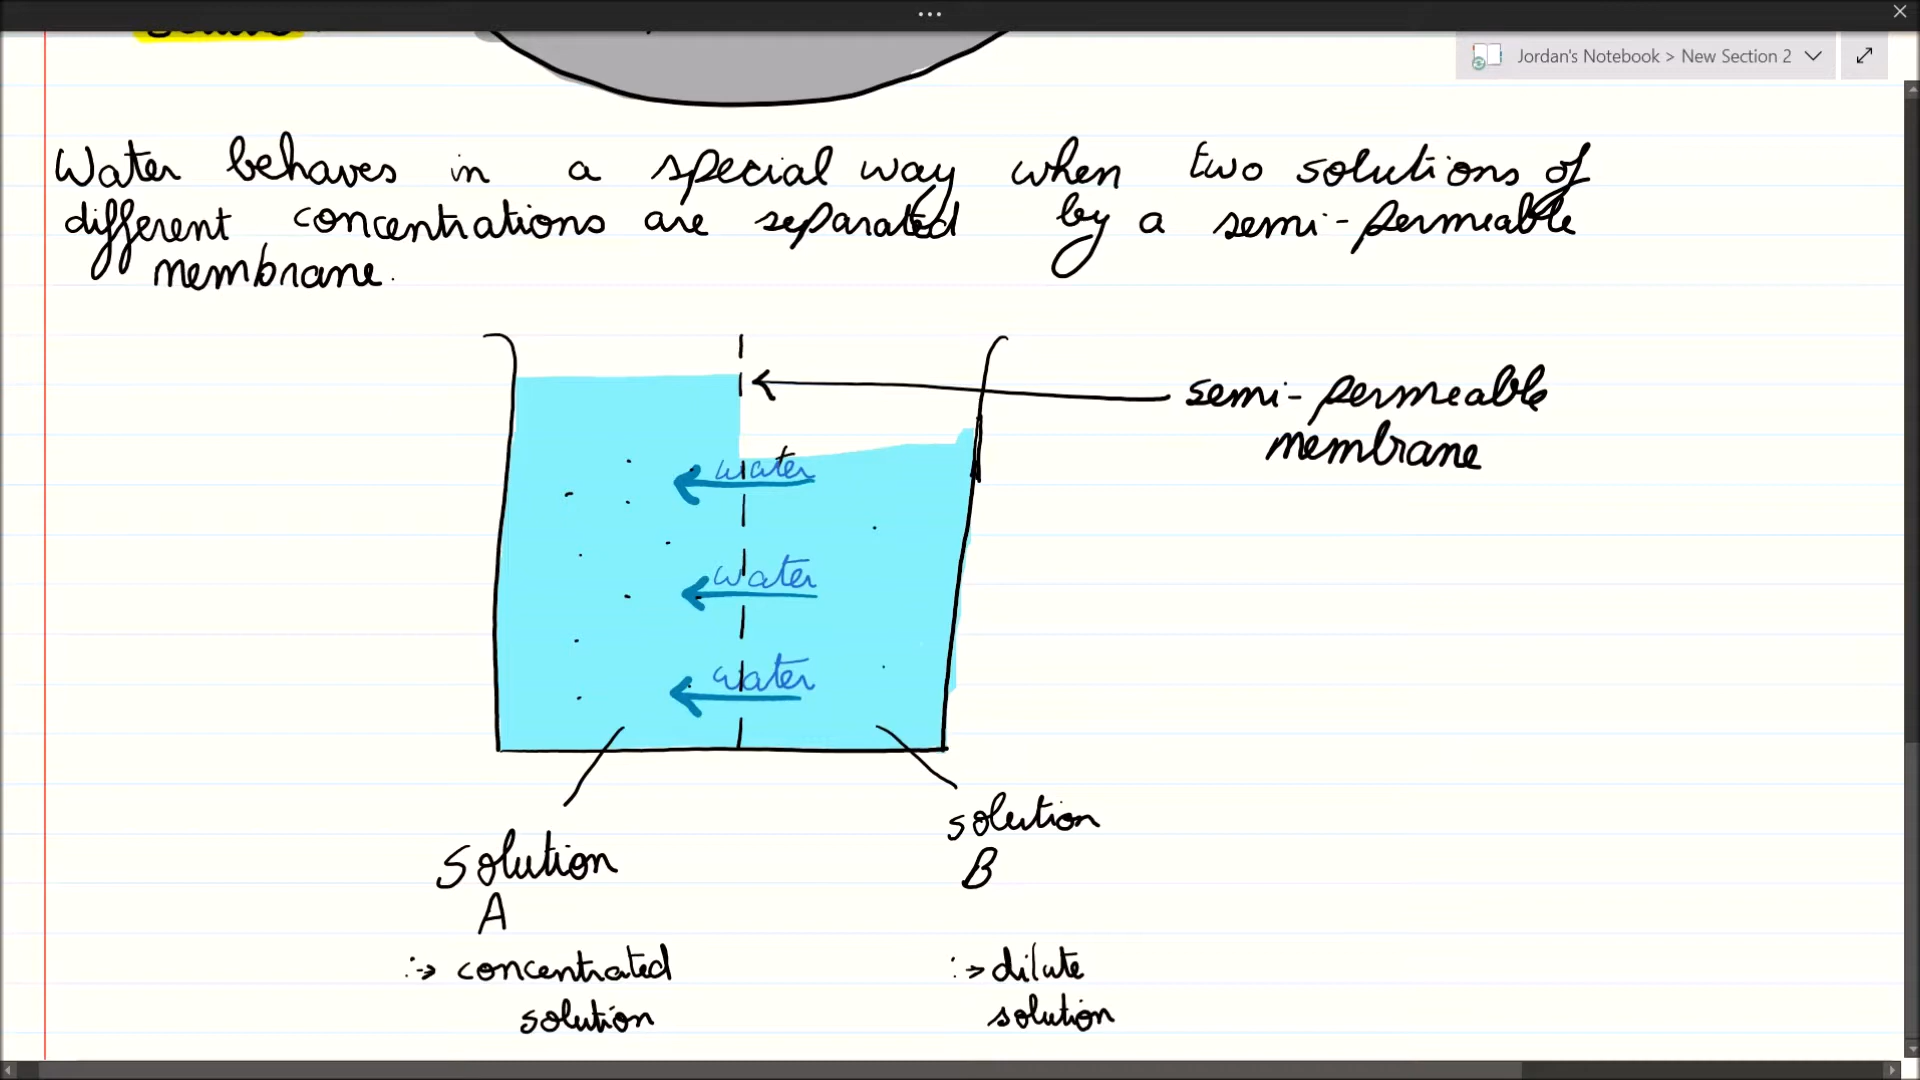 Jordan's Notebook > New Section 2
Water behaves in a special way when two solutions of
different concentrations are separated by a semi-permeable
membrane.
semi-permeable
membrane
water
water
water
solution
B
Solution
A
concentrated
solution
dilute
solution